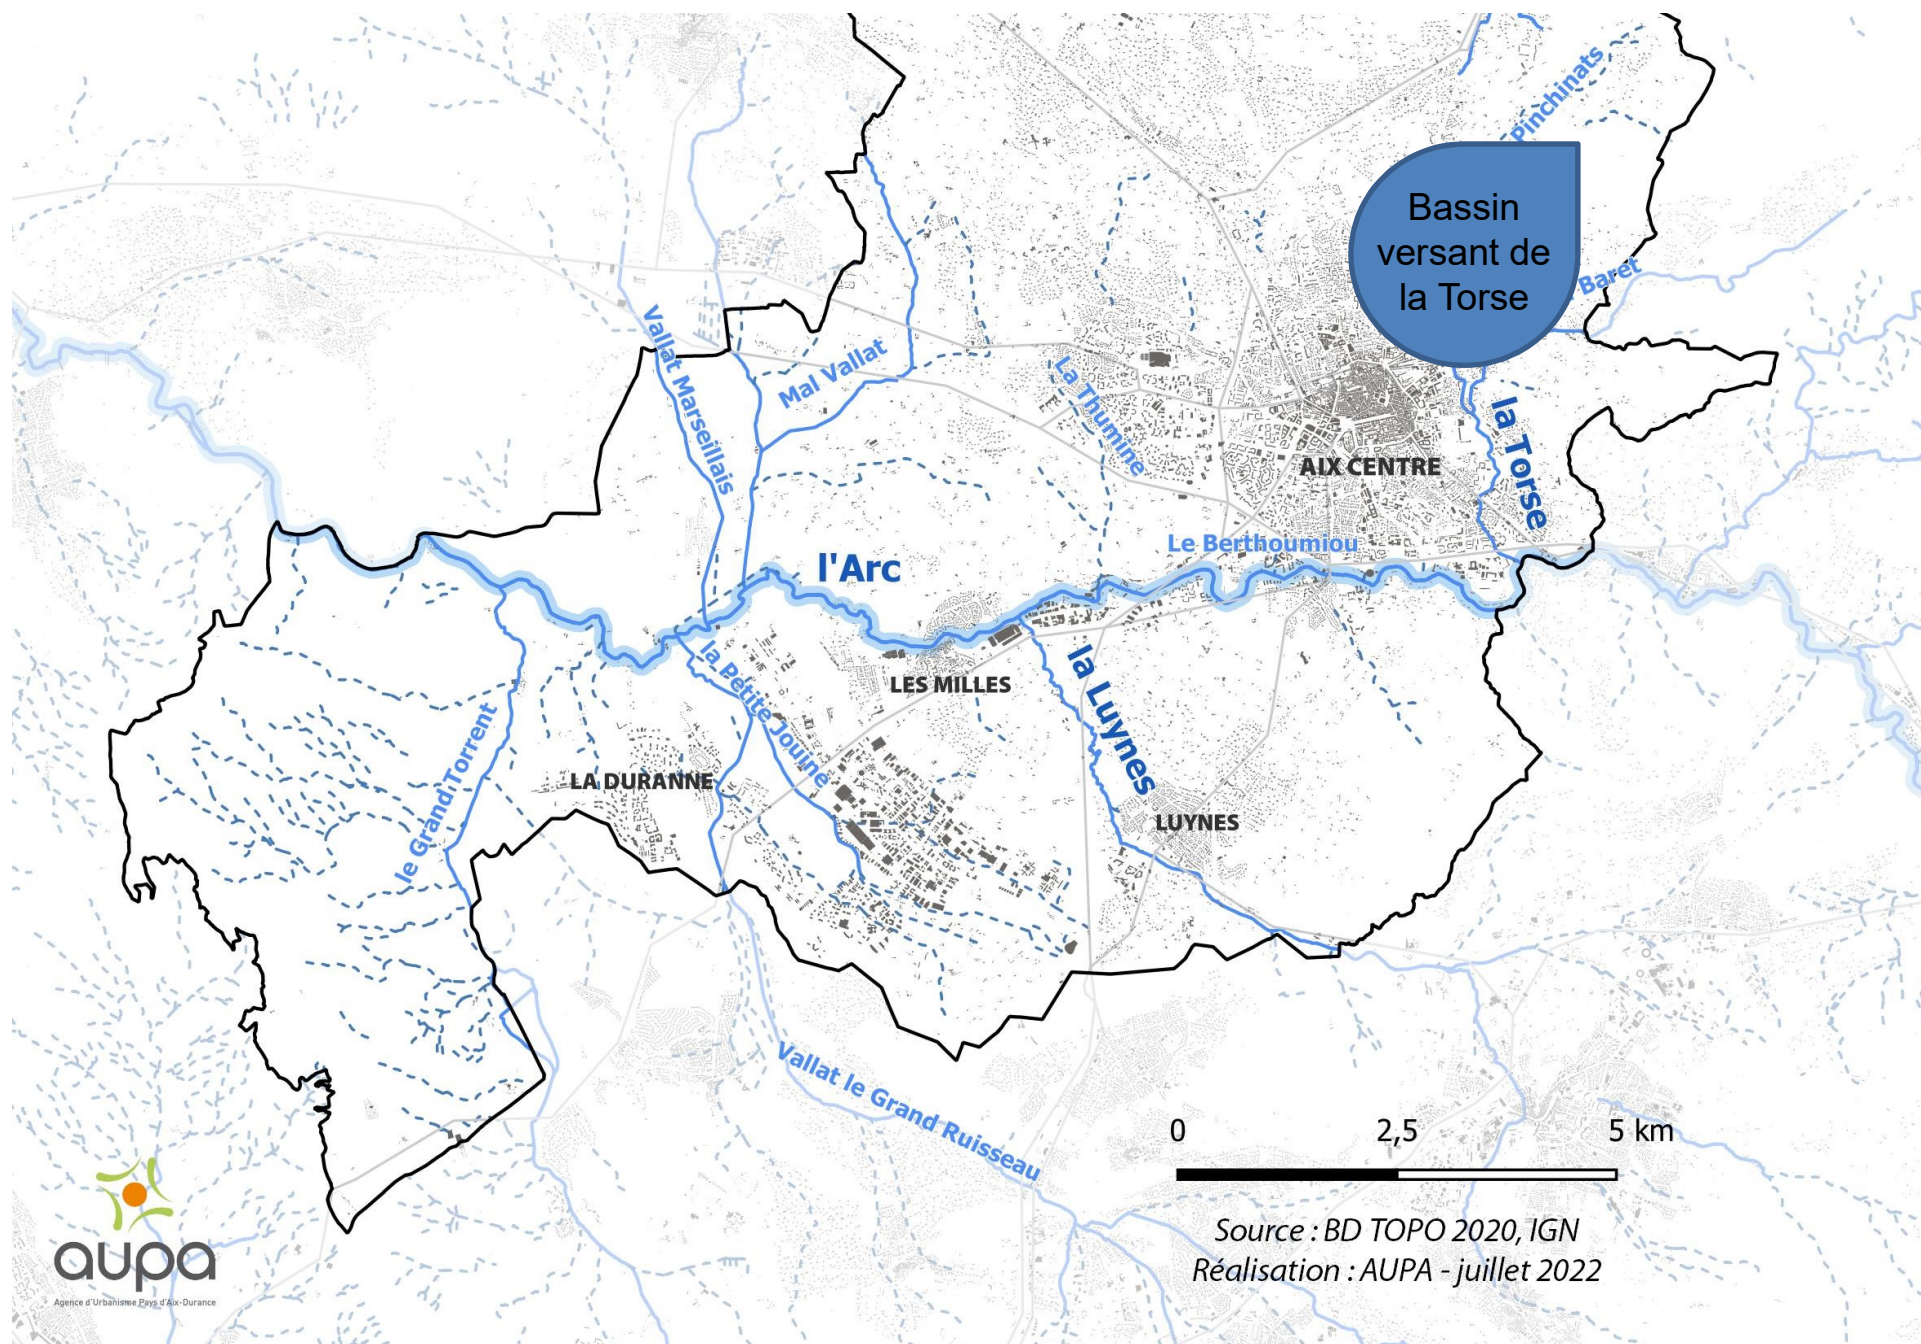 Pinchinats
Bassin
versant de
la Torse
Baret
Vallat Marseillais
Mal Vallat
La Thumine
la Torse
AIX CENTRE
Le Berthoumiou
l'Arc
la Petite Jouine
LES MILLES
la Luynes
le Grand Torrent
LA DURANNE
LUYNES
Vallat le Grand Ruisseau
0 2,5 5 km
Source : BD TOPO 2020, IGN
Réalisation : AUPA - juillet 2022
aupa
Agence d'Urbanisme Pays d'Aix-Durance